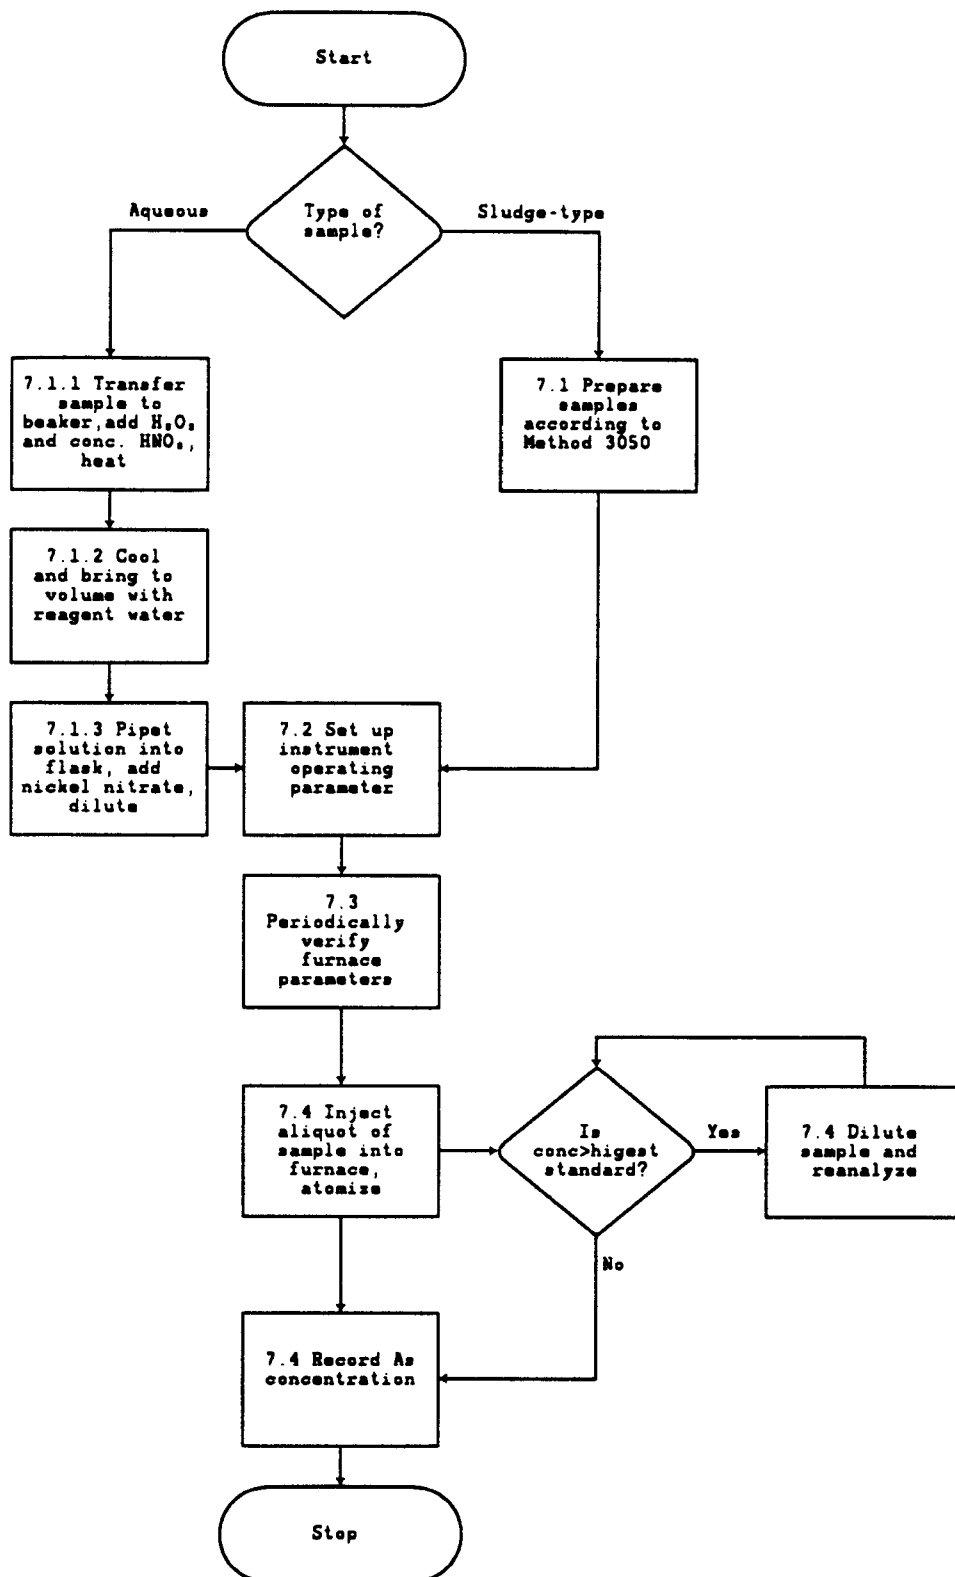 Start
Type of
sample?
Aqueous
Sludge-type
7.1.1 Transfer
sample to
beaker, add H₂O₂
and conc. HNO₃,
heat
7.1 Prepare
samples
according to
Method 3050
7.1.2 Cool
and bring to
volume with
reagent water
7.1.3 Pipet
solution into
flask, add
nickel nitrate,
dilute
7.2 Set up
instrument
operating
parameter
7.3
Periodically
verify
furnace
parameters
7.4 Inject
aliquot of
sample into
furnace,
atomize
Is
conc>higest
standard?
Yes
7.4 Dilute
sample and
reanalyze
No
7.4 Record As
concentration
Stop